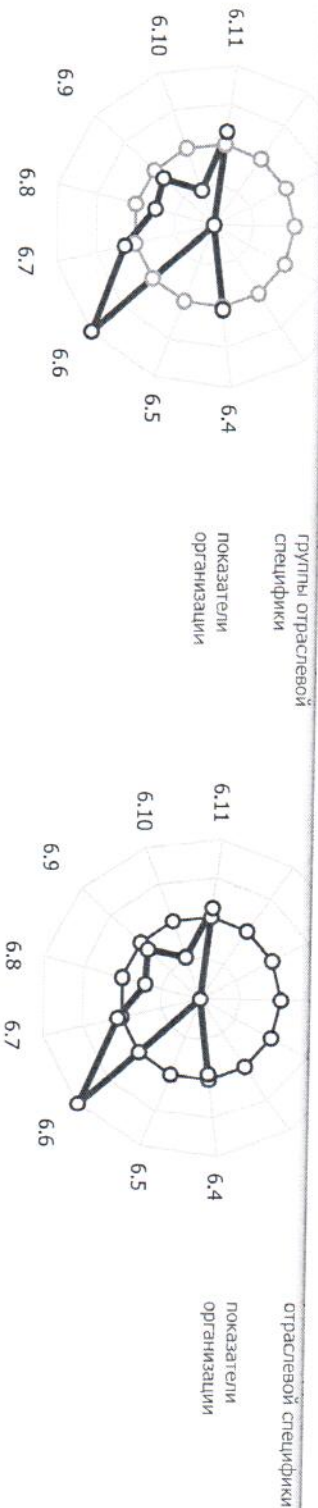 6.11
6.10
6.9
6.8
6.7
6.6
6.5
6.4
группы отраслевой
специфики
показатели
организации
6.11
6.10
6.9
6.8
6.7
6.6
6.5
6.4
отраслевой специфики
показатели
организации